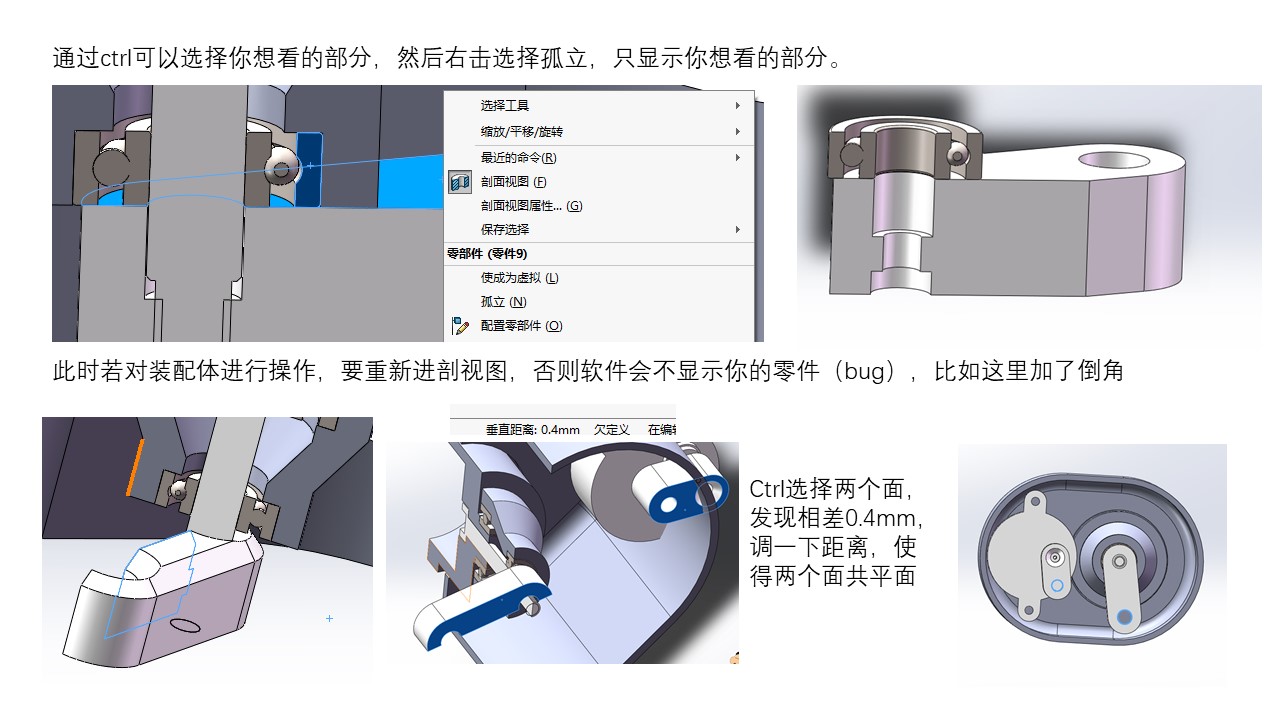 通过ctrl可以选择你想看的部分，然后右击选择孤立，只显示你想看的部分。
选择工具
缩放/平移/旋转
最近的命令(R)
剖面视图 (F)
剖面视图属性... (G)
保存选择
零部件 (零件9)
使成为虚拟 (L)
孤立 (N)
配置零部件 (O)
此时若对装配体进行操作，要重新进剖视图，否则软件会不显示你的零件（bug），比如这里加了倒角
垂直距离: 0.4mm 欠定义 在编
Ctrl选择两个面，
发现相差0.4mm，
调一下距离，使
得两个面共平面